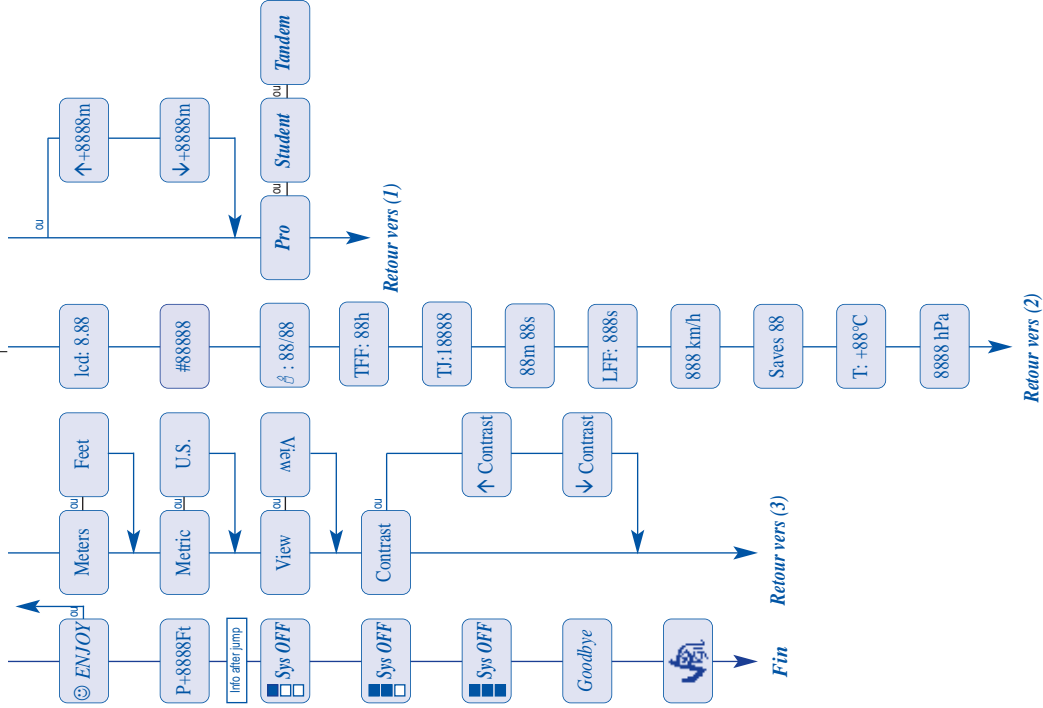 ☺ ENJOY
ou
P+8888Ft
Info after jump
Sys OFF
Sys OFF
Sys OFF
Goodbye
Vigil
Fin
Meters
ou
Feet
Metric
ou
U.S.
View
ou
View
Contrast
ou
↑ Contrast
↓ Contrast
Retour vers (3)
lcd: 8.88
#88888
: 88/88
TFF: 88h
TJ:18888
88m 88s
LFF: 888s
888 km/h
Saves 88
T: +88°C
8888 hPa
Retour vers (2)
ou
↑+8888m
↓+8888m
Pro
ou
Student
ou
Tandem
Retour vers (1)